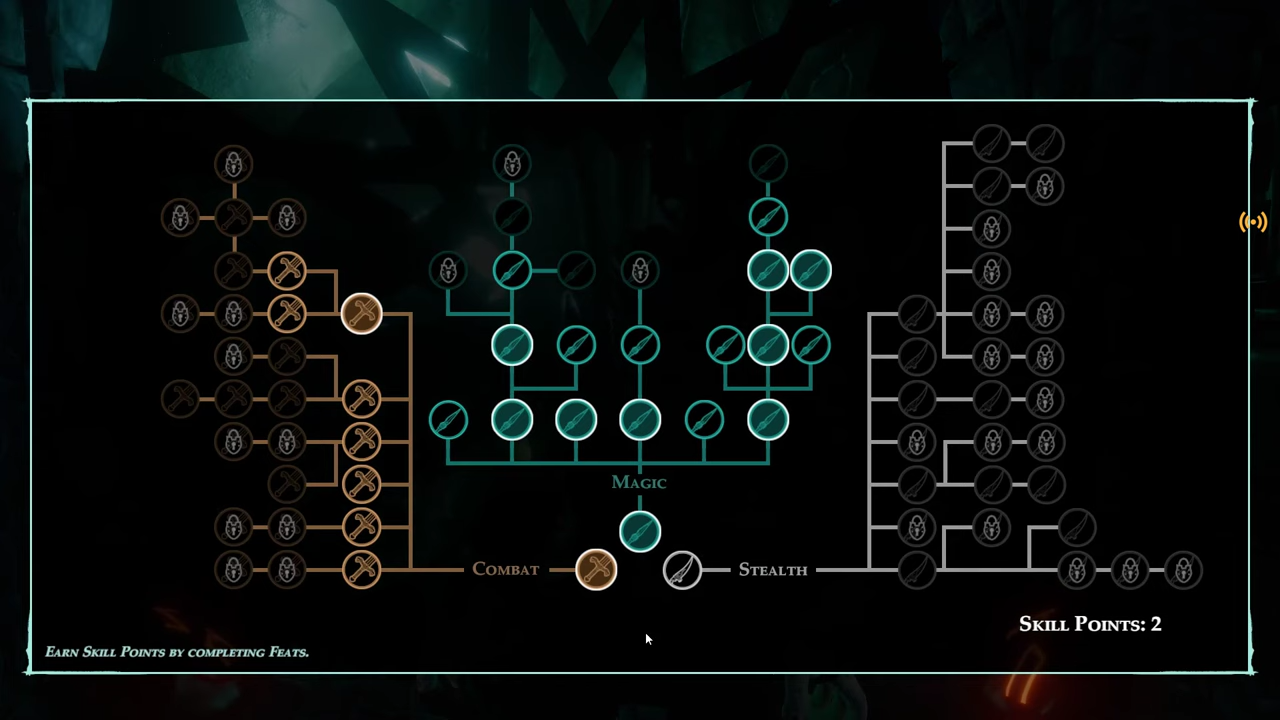 Magic
Combat
Stealth
Skill Points: 2
Earn Skill Points by completing Feats.